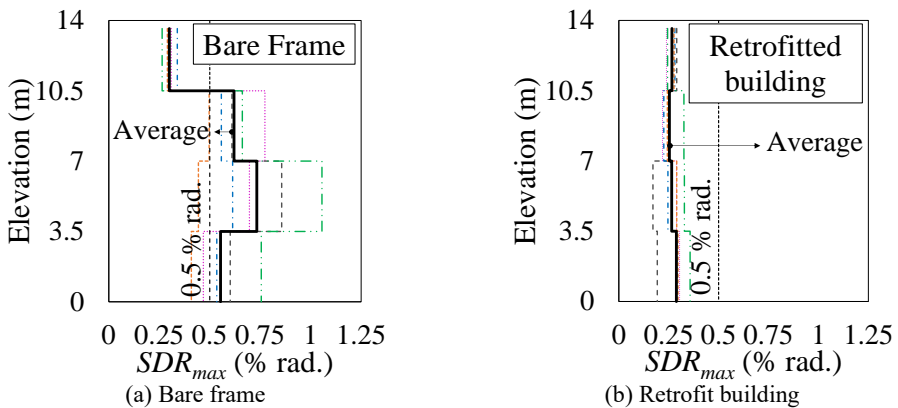 14
10.5
7
3.5
0
Elevation (m)
Bare Frame
Average
0.5 % rad.
0 0.25 0.5 0.75 1 1.25
SDRmax (% rad.)
(a) Bare frame
14
10.5
7
3.5
0
Elevation (m)
Retrofitted
building
Average
0.5 % rad.
0 0.25 0.5 0.75 1 1.25
SDRmax (% rad.)
(b) Retrofit building